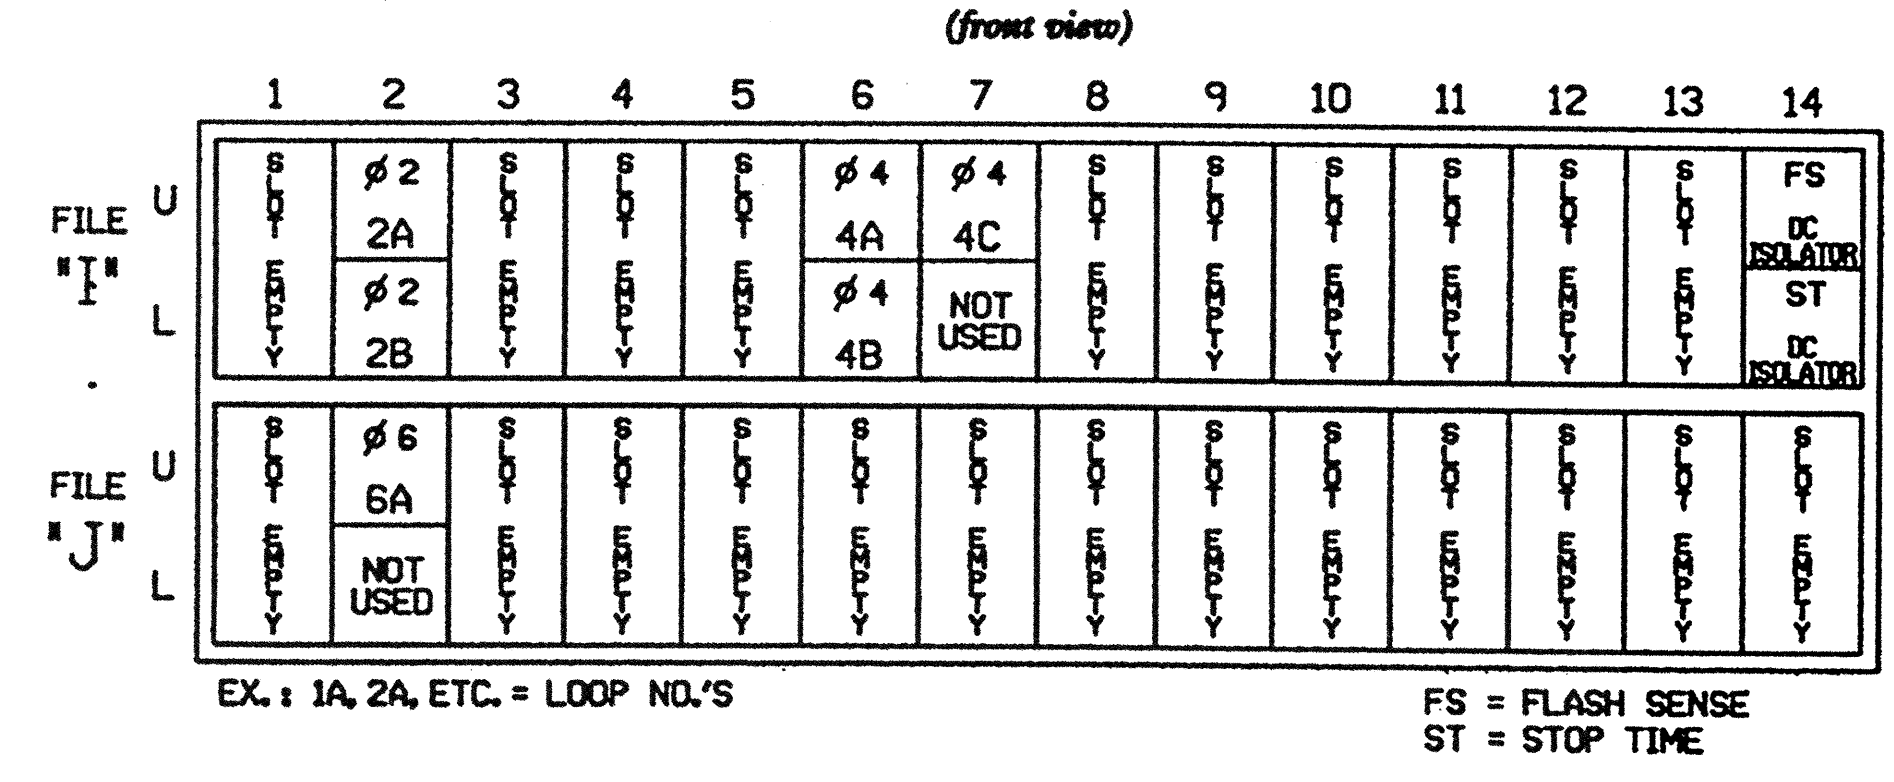 (front view)
1 2 3 4 5 6 7 8 9 10 11 12 13 14
FILE "I"
U
SLOT EMPTY
Ø 2
2A
SLOT EMPTY
SLOT EMPTY
SLOT EMPTY
Ø 4
4A
Ø 4
4C
SLOT EMPTY
SLOT EMPTY
SLOT EMPTY
SLOT EMPTY
SLOT EMPTY
SLOT EMPTY
FS
DC
ISOLATOR
L
Ø 2
2B
Ø 4
4B
NOT
USED
ST
DC
ISOLATOR
FILE "J"
U
SLOT EMPTY
Ø 6
6A
SLOT EMPTY
SLOT EMPTY
SLOT EMPTY
SLOT EMPTY
SLOT EMPTY
SLOT EMPTY
SLOT EMPTY
SLOT EMPTY
SLOT EMPTY
SLOT EMPTY
SLOT EMPTY
SLOT EMPTY
L
NOT
USED
EX.: 1A, 2A, ETC. = LOOP NO.'S
FS = FLASH SENSE
ST = STOP TIME